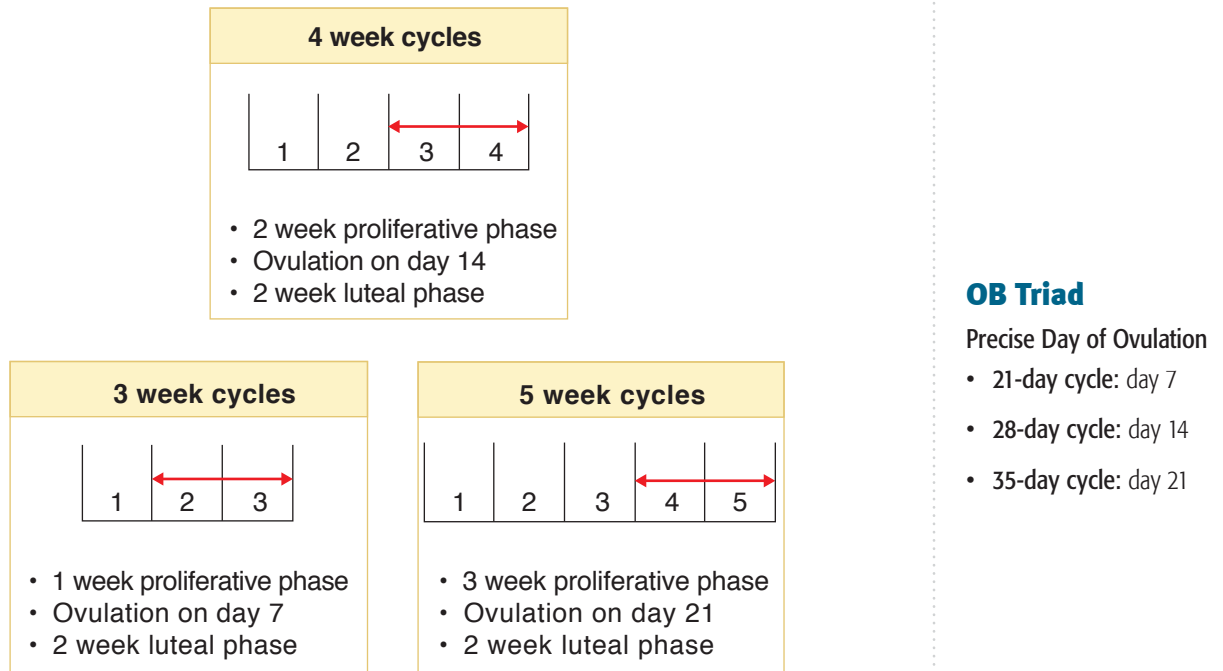 4 week cycles
1 2 3 4
• 2 week proliferative phase
• Ovulation on day 14
• 2 week luteal phase
3 week cycles
1 2 3
• 1 week proliferative phase
• Ovulation on day 7
• 2 week luteal phase
5 week cycles
1 2 3 4 5
• 3 week proliferative phase
• Ovulation on day 21
• 2 week luteal phase
OB Triad
Precise Day of Ovulation
• 21-day cycle: day 7
• 28-day cycle: day 14
• 35-day cycle: day 21